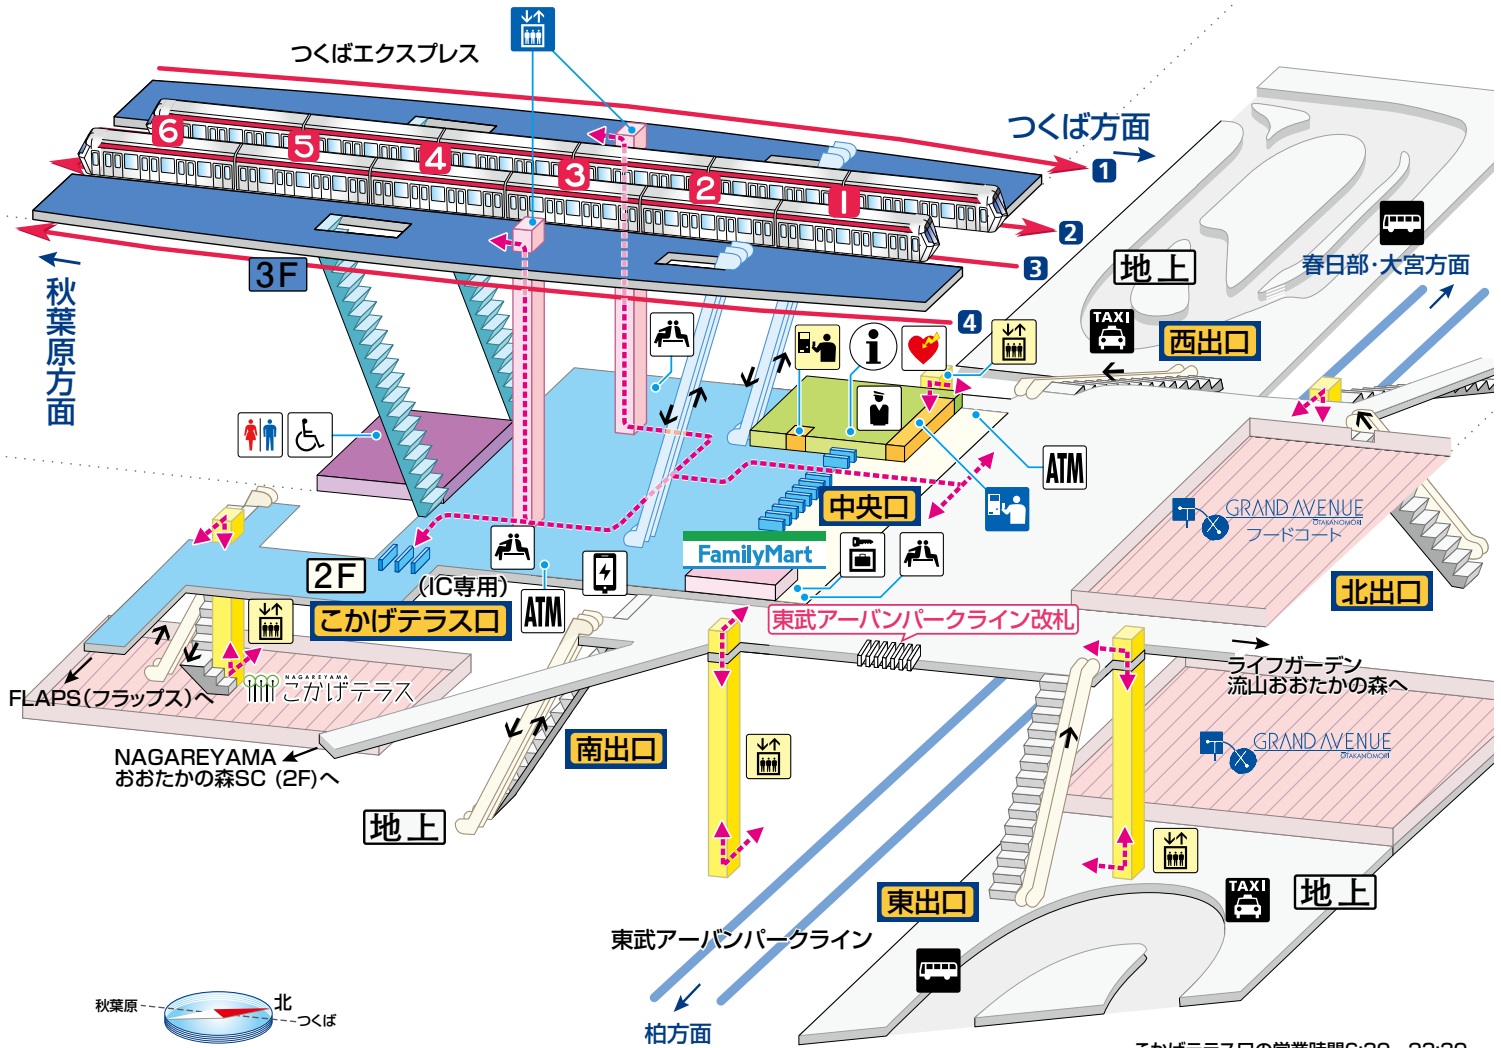 つくばエクスプレス
つくば方面
1
2
3
4
6
5
4
3
2
1
3F
秋葉原方面
地上
春日部・大宮方面
TAXI
西出口
ATM
中央口
GRAND AVENUE
OTAKANOMORI
フードコート
北出口
FamilyMart
2F
(IC専用)
こかげテラス口
ATM
東武アーバンパークライン改札
ライフガーデン
流山おおたかの森へ
FLAPS(フラップス)へ
NAGAREYAMA
こかげテラス
NAGAREYAMA
おおたかの森SC (2F)へ
南出口
GRAND AVENUE
OTAKANOMORI
地上
東出口
TAXI
地上
東武アーバンパークライン
柏方面
秋葉原
北
つくば